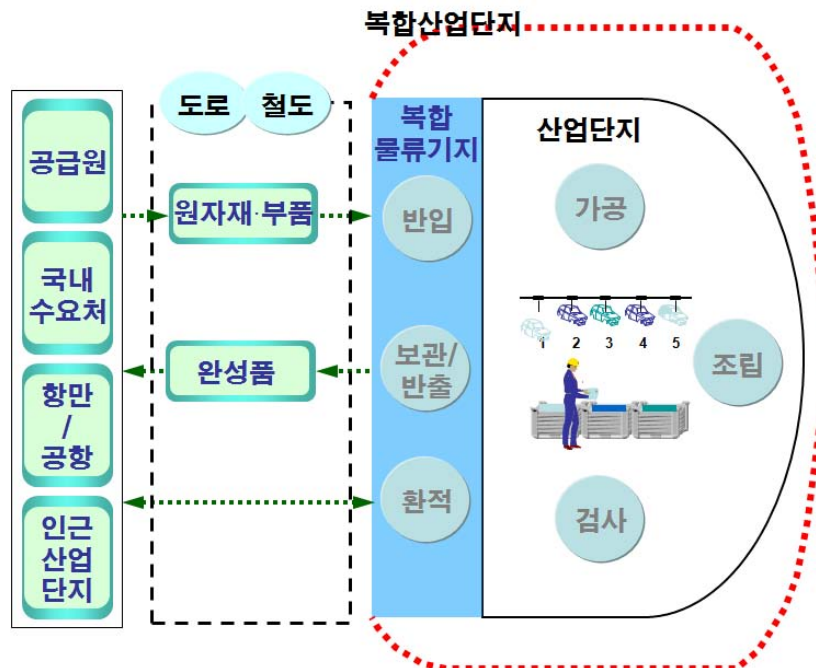 복합산업단지
공급원
국내
수요처
항만
/
공항
인근
산업
단지
도로
철도
원자재·부품
완성품
복합
물류기지
반입
보관/
반출
환적
산업단지
가공
1 2 3 4 5
조립
검사